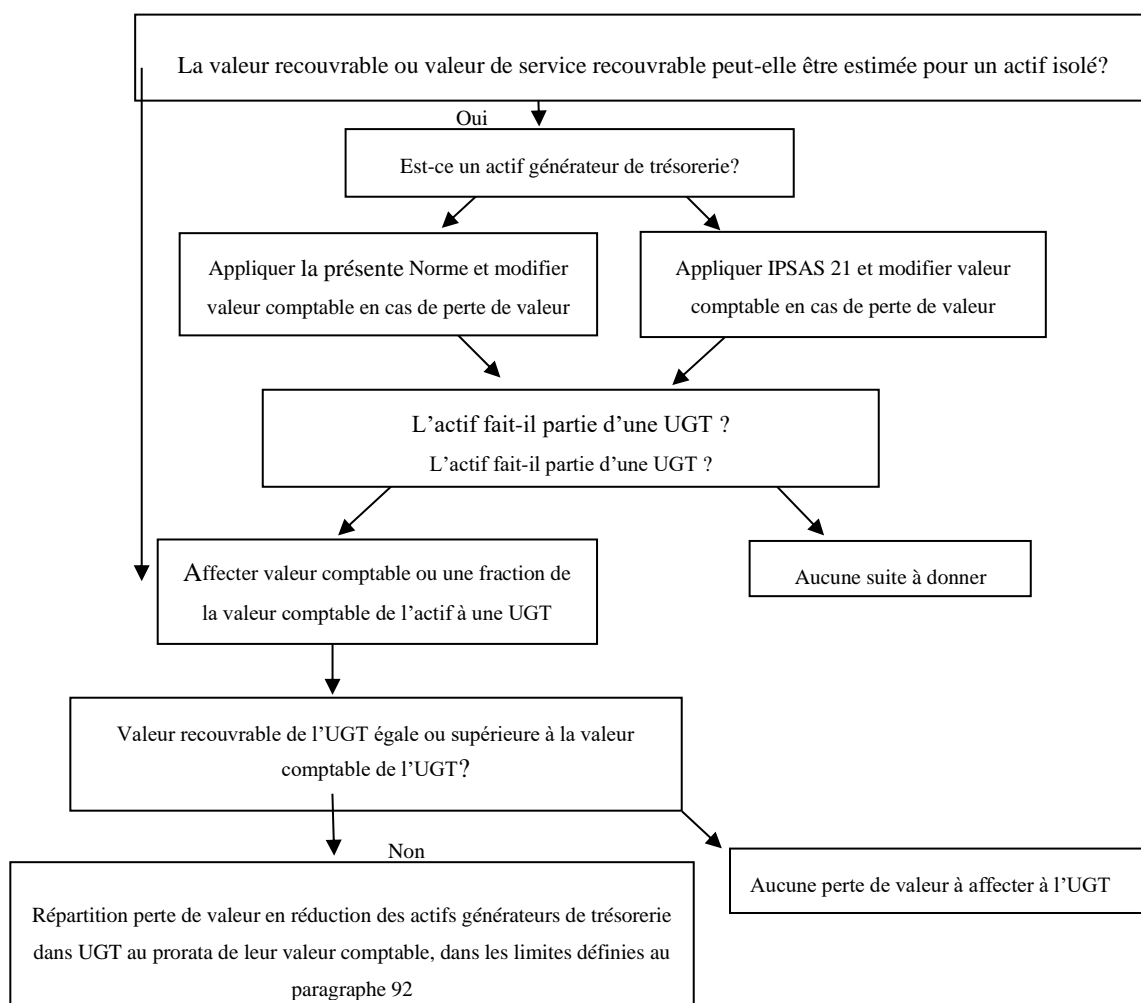 La valeur recouvrable ou valeur de service recouvrable peut-elle être estimée pour un actif isolé?
Oui
Est-ce un actif générateur de trésorerie?
Appliquer la présente Norme et modifier
valeur comptable en cas de perte de valeur
Appliquer IPSAS 21 et modifier valeur
comptable en cas de perte de valeur
L'actif fait-il partie d'une UGT ?
L'actif fait-il partie d'une UGT ?
Affecter valeur comptable ou une fraction de
la valeur comptable de l'actif à une UGT
Aucune suite à donner
Valeur recouvrable de l'UGT égale ou supérieure à la valeur
comptable de l'UGT?
Non
Aucune perte de valeur à affecter à l'UGT
Répartition perte de valeur en réduction des actifs générateurs de trésorerie
dans UGT au prorata de leur valeur comptable, dans les limites définies au
paragraphe 92